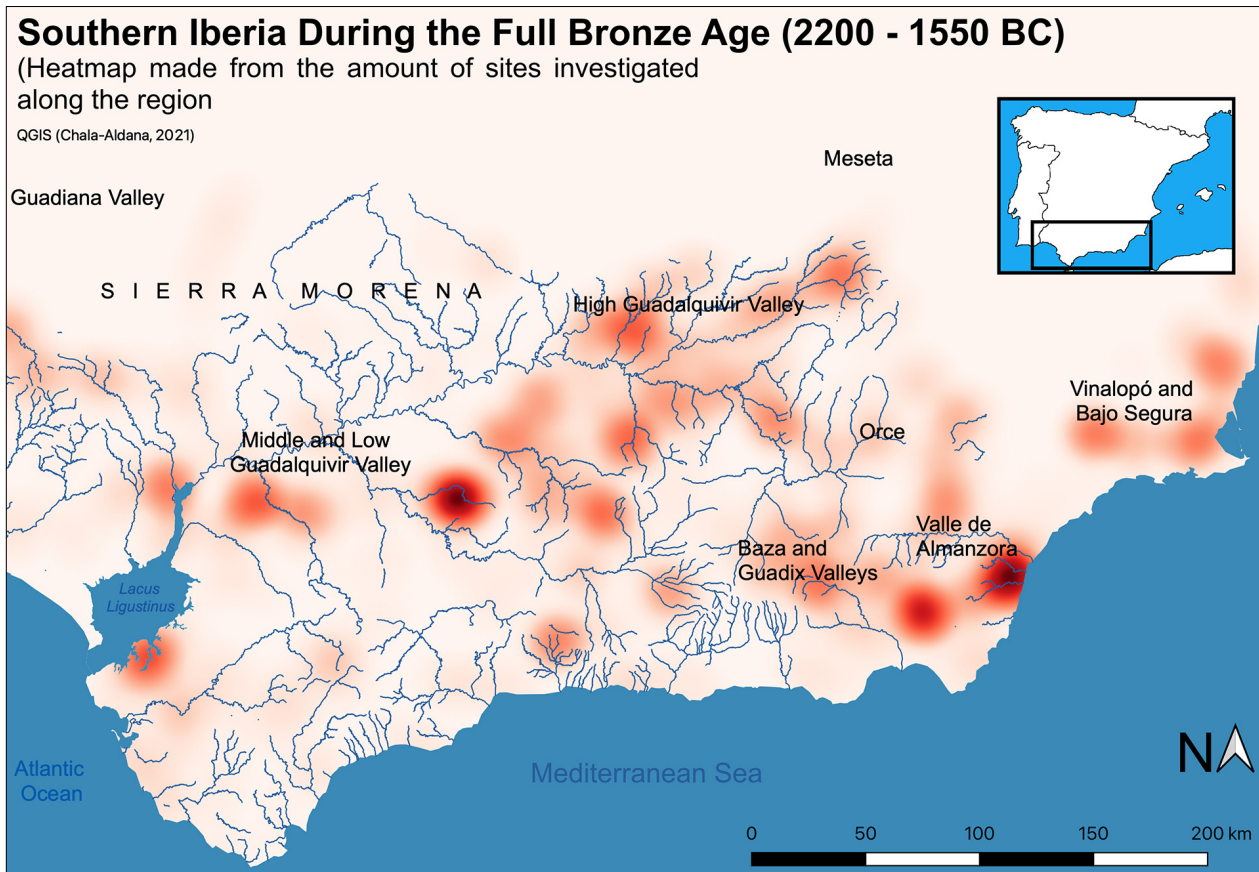 Southern Iberia During the Full Bronze Age (2200 - 1550 BC)
(Heatmap made from the amount of sites investigated
along the region
QGIS (Chala-Aldana, 2021)
Meseta
Guadiana Valley
SIERRA MORENA
High Guadalquivir Valley
Vinalopó and
Bajo Segura
Orce
Middle and Low
Guadalquivir Valley
Valle de
Almanzora
Baza and
Guadix Valleys
Lacus
Ligustinus
Atlantic
Ocean
Mediterranean Sea
N
0 50 100 150 200 km